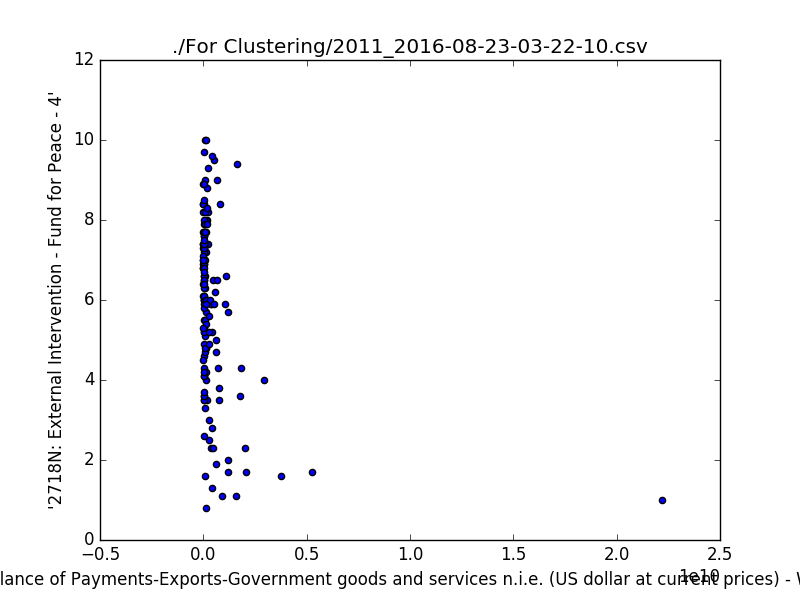 ./For Clustering/2011_2016-08-23-03-22-10.csv
'2718N: External Intervention - Fund for Peace - 4'
12
10
8
6
4
2
0
−0.5 0.0 0.5 1.0 1.5 2.0 2.5
1e10
lance of Payments-Exports-Government goods and services n.i.e. (US dollar at current prices) -